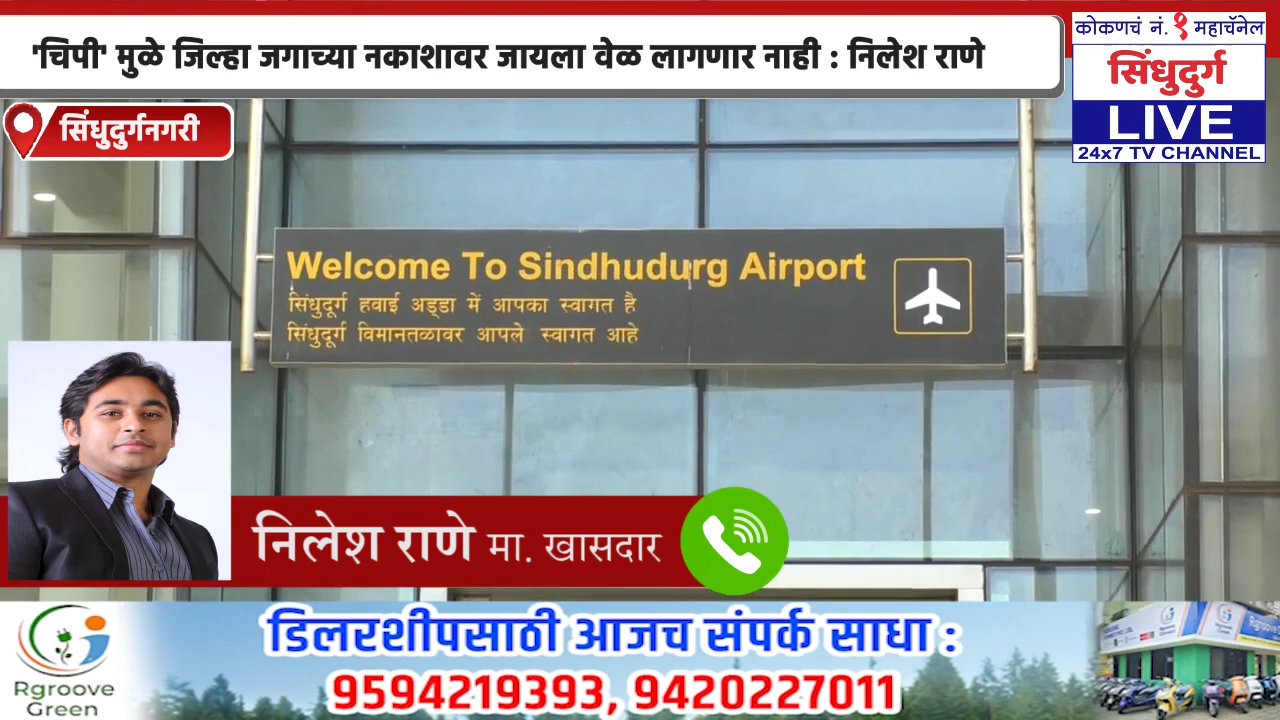 'चिपी' मुळे जिल्हा जगाच्या नकाशावर जायला वेळ लागणार नाही : निलेश राणे
कोकणचं नं. १ महाचॅनेल
सिंधुदुर्ग
LIVE
24x7 TV CHANNEL
सिंधुदुर्गनगरी
Welcome To Sindhudurg Airport
सिंधुदूर्ग हवाई अड्डा में आपका स्वागत है
सिंधुदूर्ग विमानतळावर आपले स्वागत आहे
निलेश राणे मा. खासदार
डिलरशीपसाठी आजच संपर्क साधा :
9594219393, 9420227011
Rgroove
Green